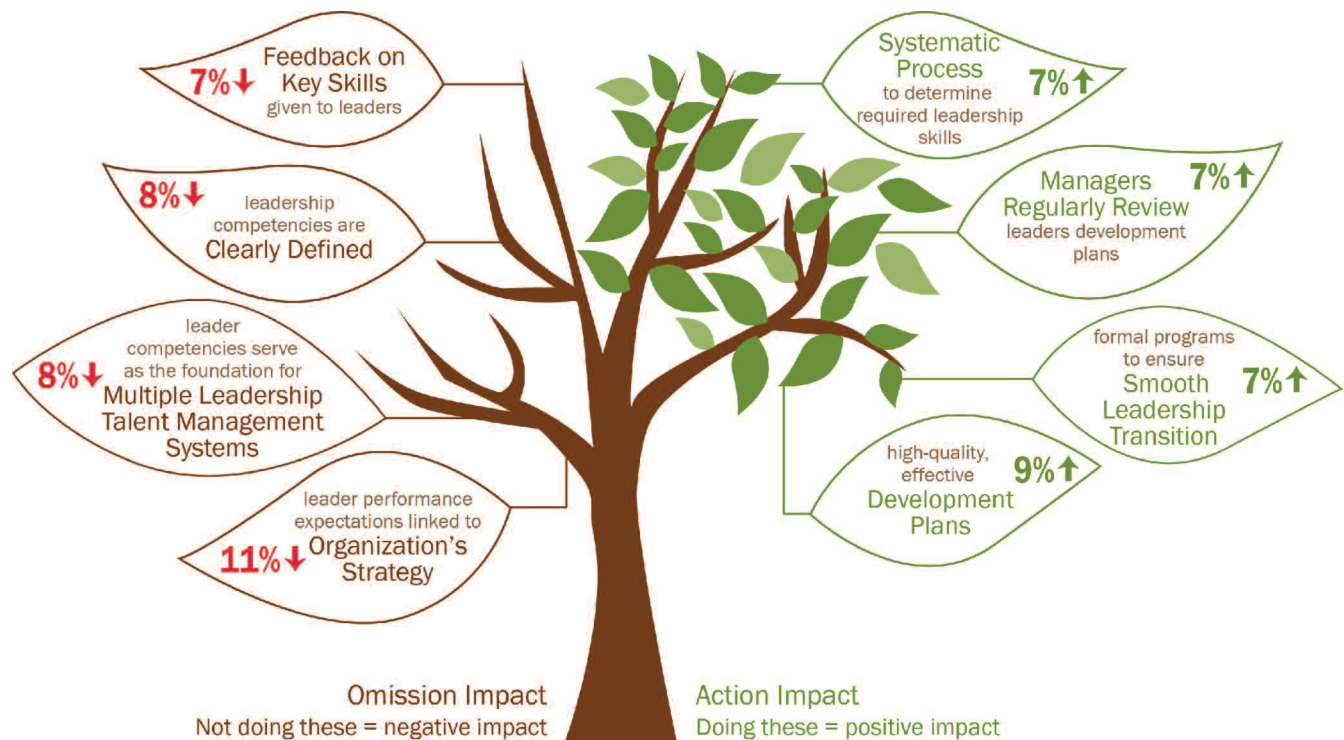 Feedback on
7%↓ Key Skills
given to leaders
8%↓
leadership
competencies are
Clearly Defined
leader
competencies serve
as the foundation for
8%↓ Multiple Leadership
Talent Management
Systems
leader performance
expectations linked to
11%↓ Organization's
Strategy
Omission Impact
Not doing these = negative impact
Systematic
Process
7%↑
to determine
required leadership
skills
Managers
7%↑
Regularly Review
leaders development
plans
formal programs
to ensure
Smooth
7%↑
Leadership
Transition
high-quality,
effective
9%↑
Development
Plans
Action Impact
Doing these = positive impact